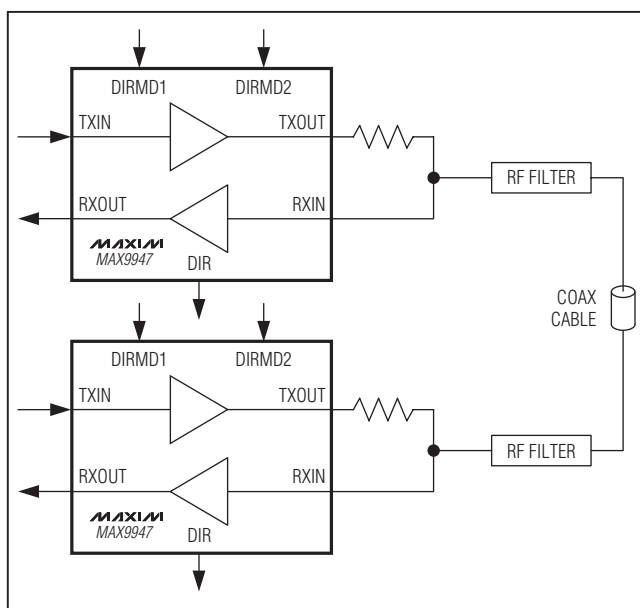 DIRMD1 DIRMD2
TXIN TXOUT
RF FILTER
RXOUT RXIN
MAXIM
MAX9947
DIR
COAX
CABLE
DIRMD1 DIRMD2
TXIN TXOUT
RF FILTER
RXOUT RXIN
MAXIM
MAX9947
DIR